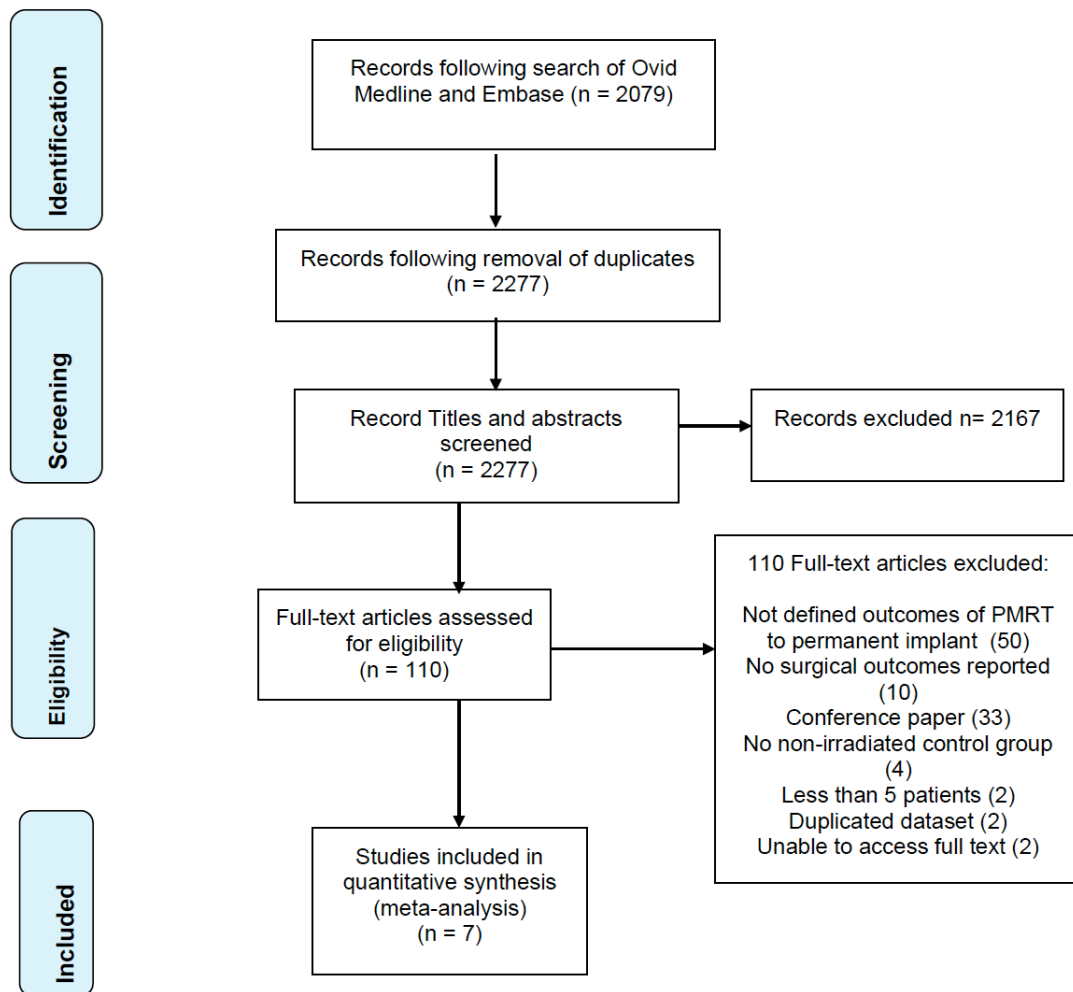 Identification
Records following search of Ovid
Medline and Embase (n = 2079)
Records following removal of duplicates
(n = 2277)
Screening
Record Titles and abstracts
screened
(n = 2277)
Records excluded n= 2167
Eligibility
Full-text articles assessed
for eligibility
(n = 110)
110 Full-text articles excluded:
Not defined outcomes of PMRT
to permanent implant  (50)
No surgical outcomes reported
(10)
Conference paper (33)
No non-irradiated control group
(4)
Less than 5 patients (2)
Duplicated dataset (2)
Unable to access full text (2)
Included
Studies included in
quantitative synthesis
(meta-analysis)
(n = 7)